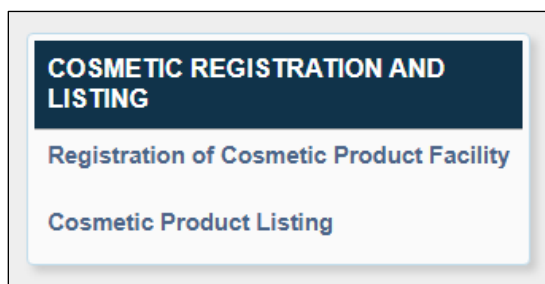 COSMETIC REGISTRATION AND
LISTING
Registration of Cosmetic Product Facility
Cosmetic Product Listing